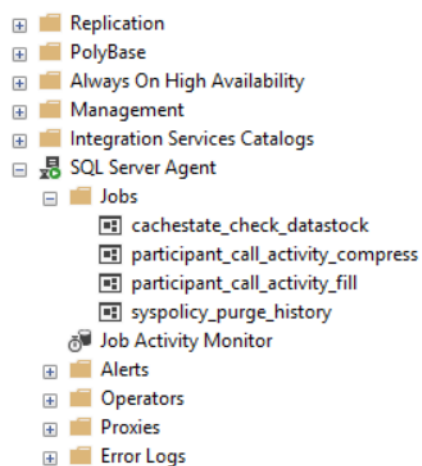 Replication
PolyBase
Always On High Availability
Management
Integration Services Catalogs
SQL Server Agent
Jobs
cachestate_check_datastock
participant_call_activity_compress
participant_call_activity_fill
syspolicy_purge_history
Job Activity Monitor
Alerts
Operators
Proxies
Error Logs